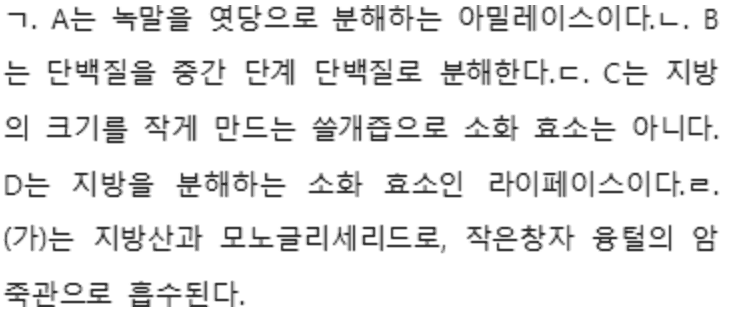 ㄱ. A는 녹말을 엿당으로 분해하는 아밀레이스이다.ㄴ. B
는 단백질을 중간 단계 단백질로 분해한다.ㄷ. C는 지방
의 크기를 작게 만드는 쓸개즙으로 소화 효소는 아니다.
D는 지방을 분해하는 소화 효소인 라이페이스이다.ㄹ.
(가)는 지방산과 모노글리세리드로, 작은창자 융털의 암
죽관으로 흡수된다.